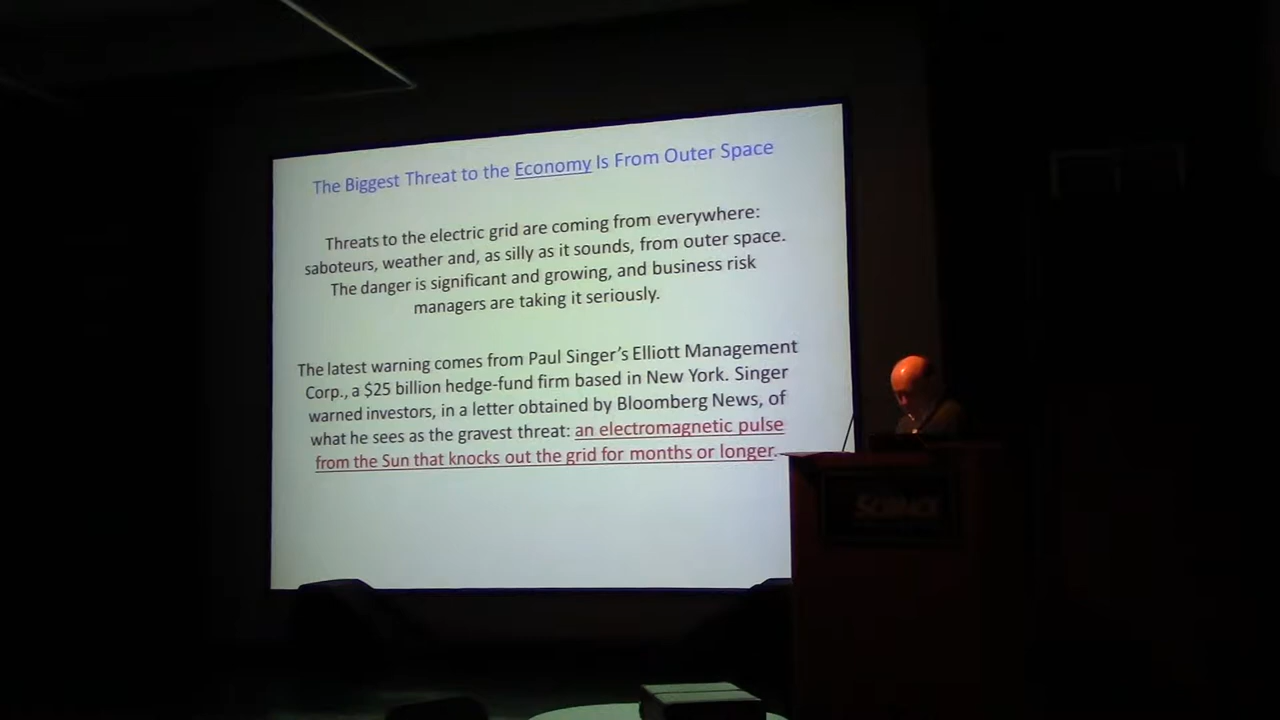 The Biggest Threat to the Economy Is From Outer Space
Threats to the electric grid are coming from everywhere:
saboteurs, weather and, as silly as it sounds, from outer space.
The danger is significant and growing, and business risk
managers are taking it seriously.
The latest warning comes from Paul Singer’s Elliott Management
Corp., a $25 billion hedge-fund firm based in New York. Singer
warned investors, in a letter obtained by Bloomberg News, of
what he sees as the gravest threat: an electromagnetic pulse
from the Sun that knocks out the grid for months or longer.
SCIENCE